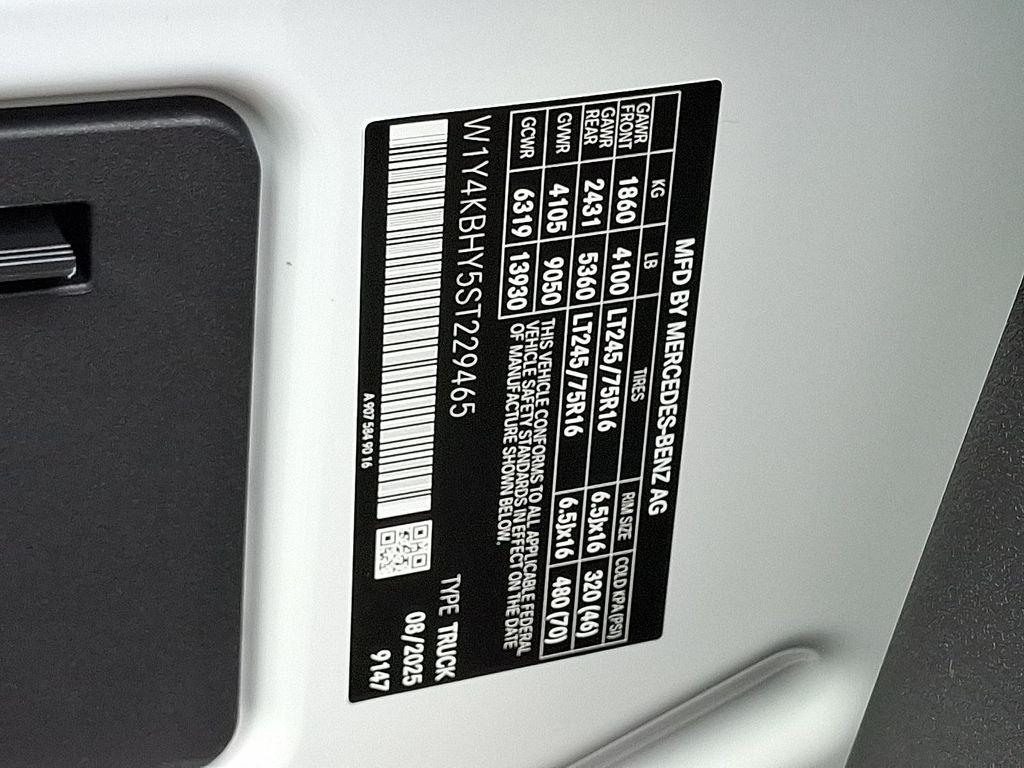 MFD BY MERCEDES-BENZ AG
KG LB TIRES RIM SIZE COLD KPA (PSI)
GAWR FRONT 1860 4100 LT245/75R16 6.5Jx16 320 (46)
GAWR REAR 2431 5360 LT245/75R16 6.5Jx16 480 (70)
GVWR 4105 9050
GCWR 6319 13930
THIS VEHICLE CONFORMS TO ALL APPLICABLE FEDERAL
VEHICLE SAFETY STANDARDS IN EFFECT ON THE DATE
OF MANUFACTURE SHOWN BELOW.
W1Y4KBHY5ST229465
TYPE TRUCK
08/2025
9147
A 907 584 90 16